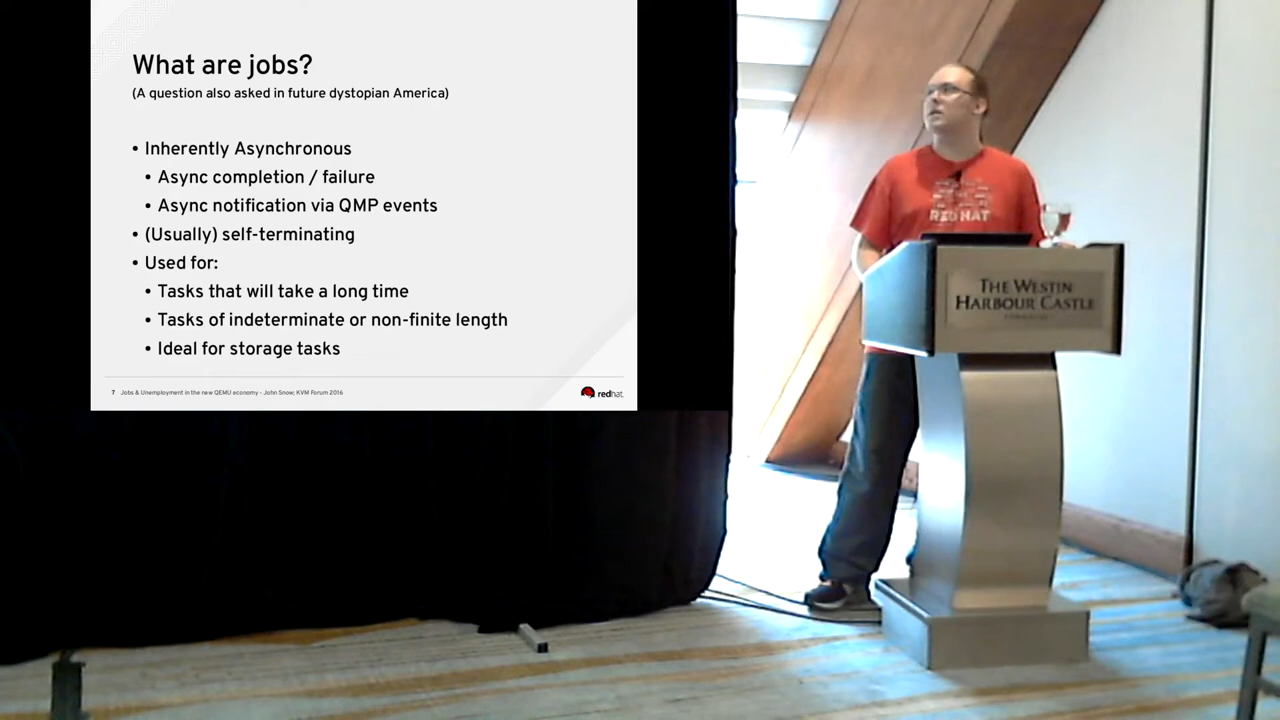 What are jobs?
(A question also asked in future dystopian America)
• Inherently Asynchronous
• Async completion / failure
• Async notification via QMP events
• (Usually) self-terminating
• Used for:
• Tasks that will take a long time
• Tasks of indeterminate or non-finite length
• Ideal for storage tasks
7 Jobs & Unemployment in the new QEMU economy - John Snow; KVM Forum 2016
redhat.
RED HAT
THE WESTIN
HARBOUR CASTLE